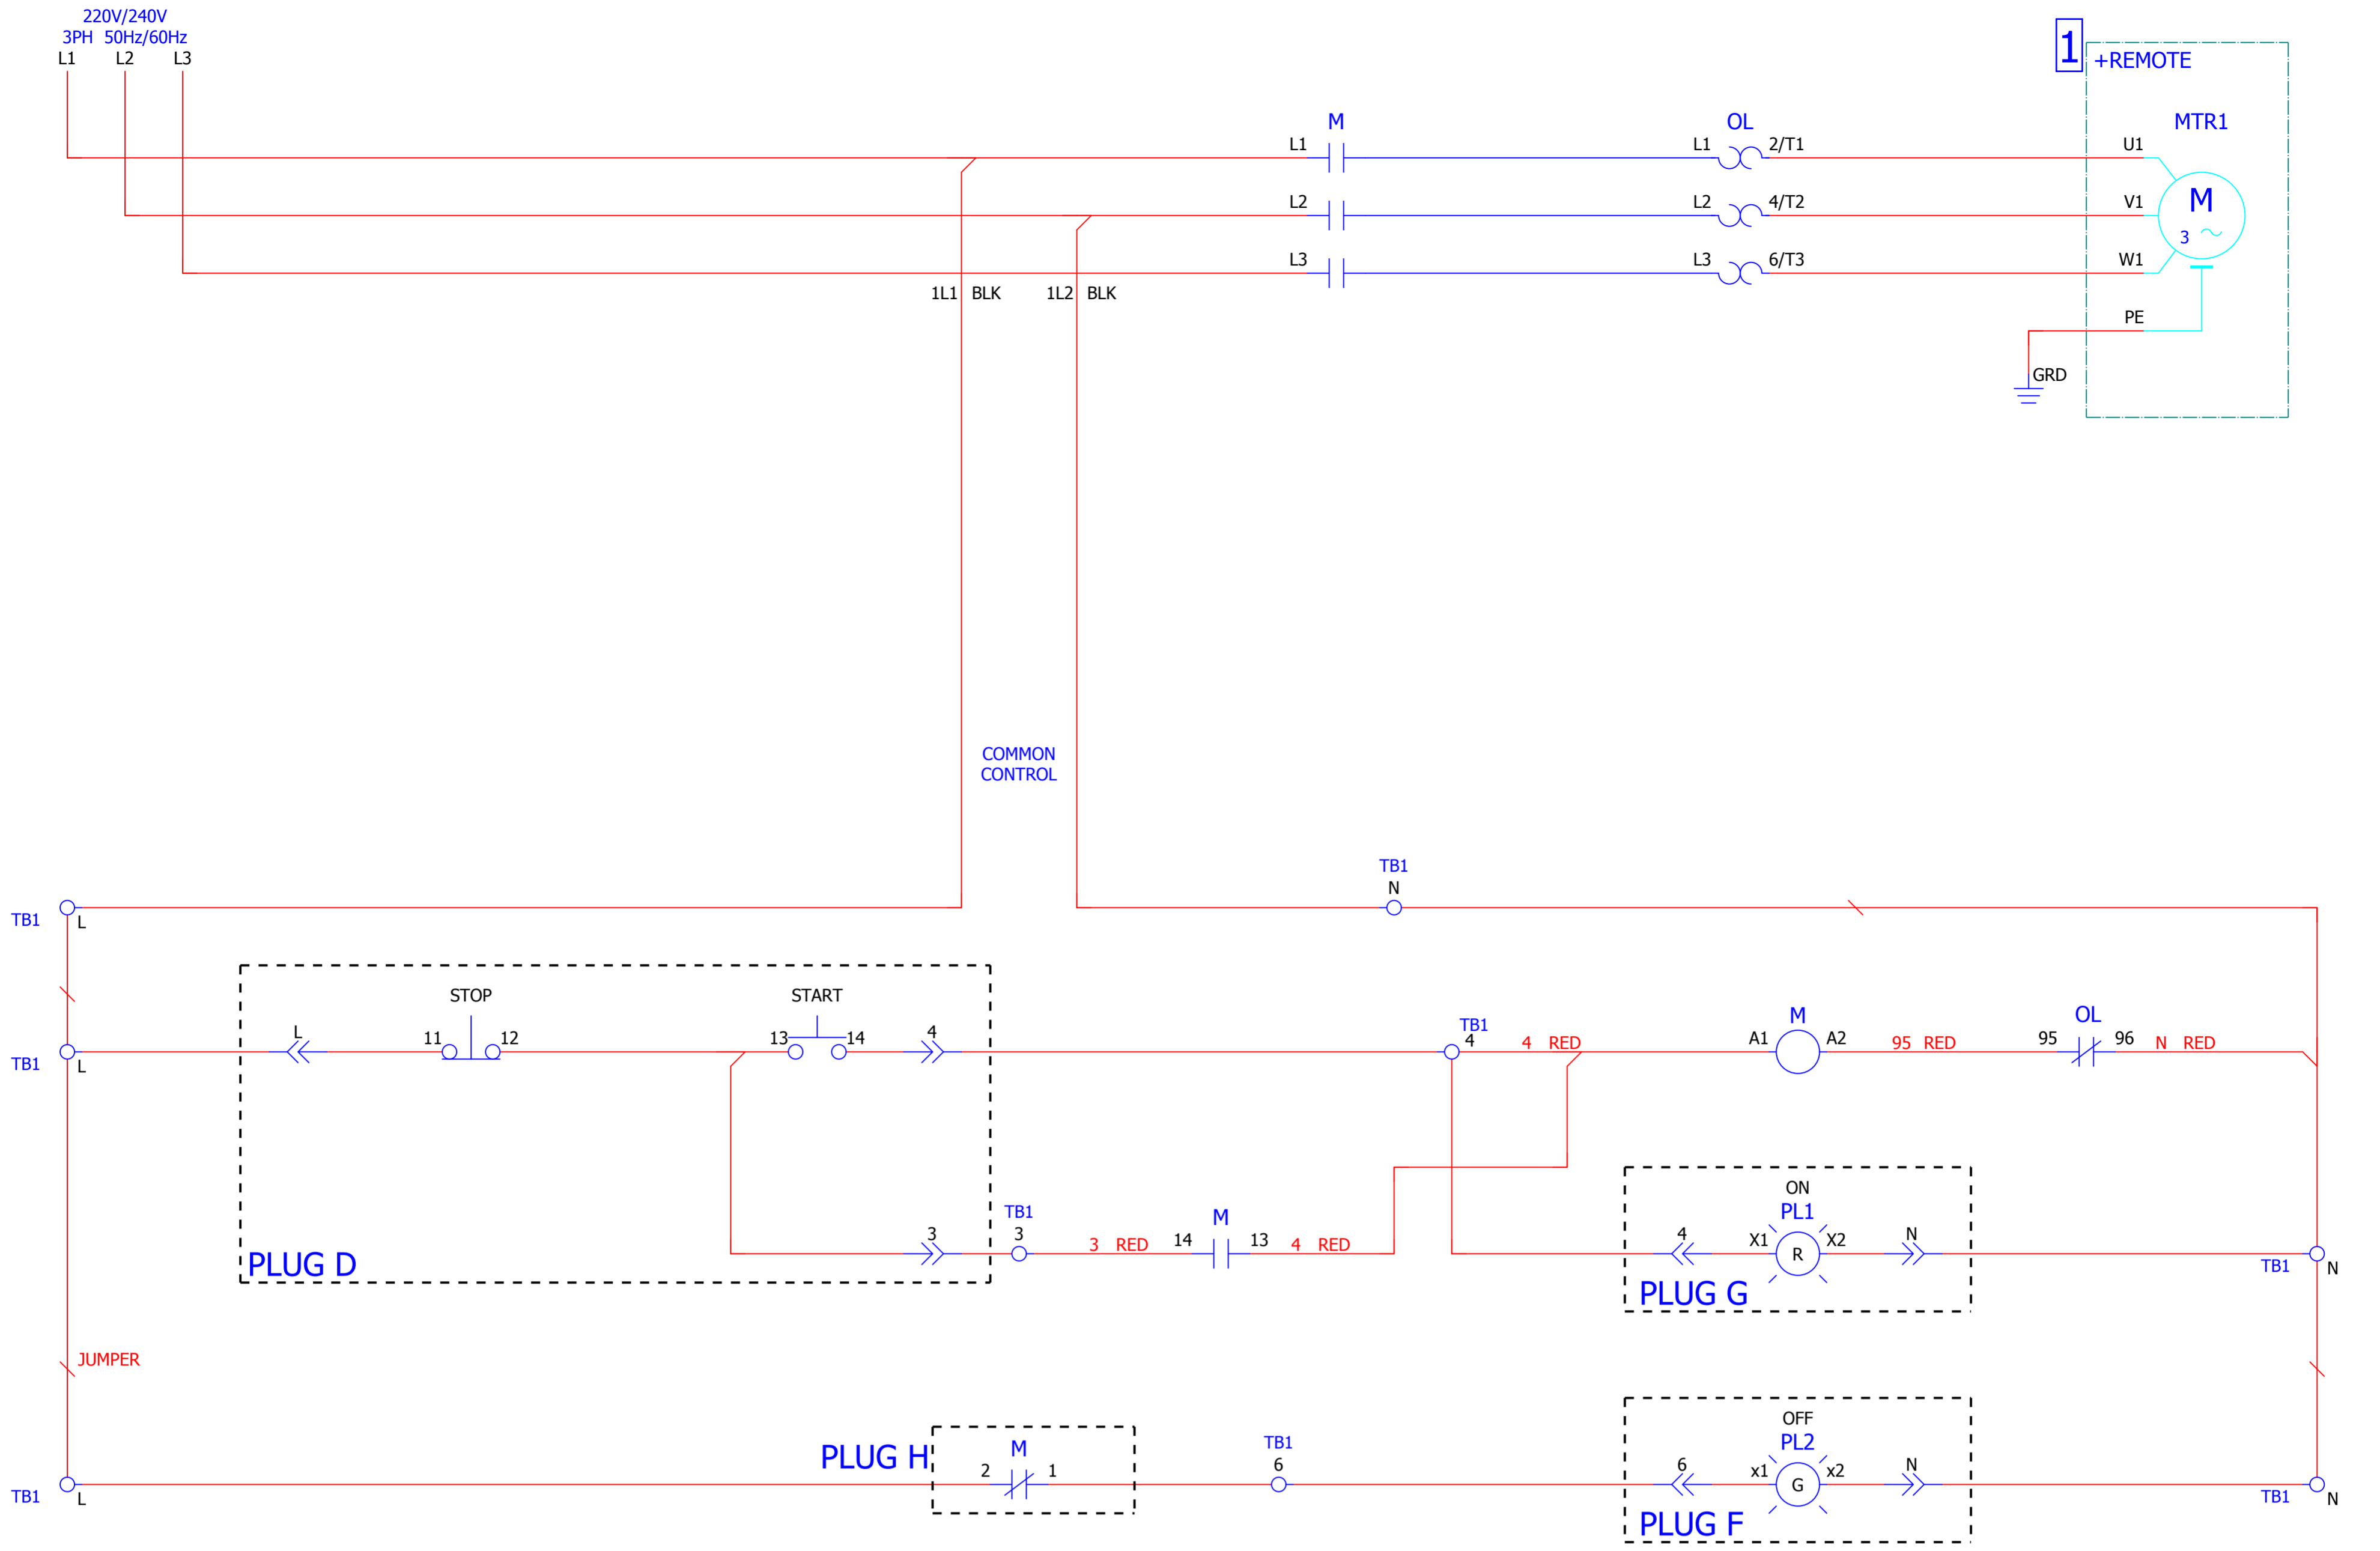 220V/240V
3PH 50Hz/60Hz
L1 L2 L3
1
+REMOTE
M
OL
MTR1
L1
L1
2/T1
U1
L2
L2
4/T2
V1
M
3
L3
L3
6/T3
W1
1L1 BLK
1L2 BLK
PE
GRD
COMMON
CONTROL
TB1
N
TB1
L
STOP
START
TB1
L
L
11
12
13
14
4
TB1
4
4 RED
M
A1
A2
95 RED
OL
95
96
N RED
3
TB1
3
3 RED
M
14
13
4 RED
ON
PL1
4
X1
R
X2
N
TB1
N
PLUG D
PLUG G
JUMPER
OFF
PL2
PLUG H
M
2
1
TB1
6
6
x1
G
x2
N
TB1
L
TB1
N
PLUG F